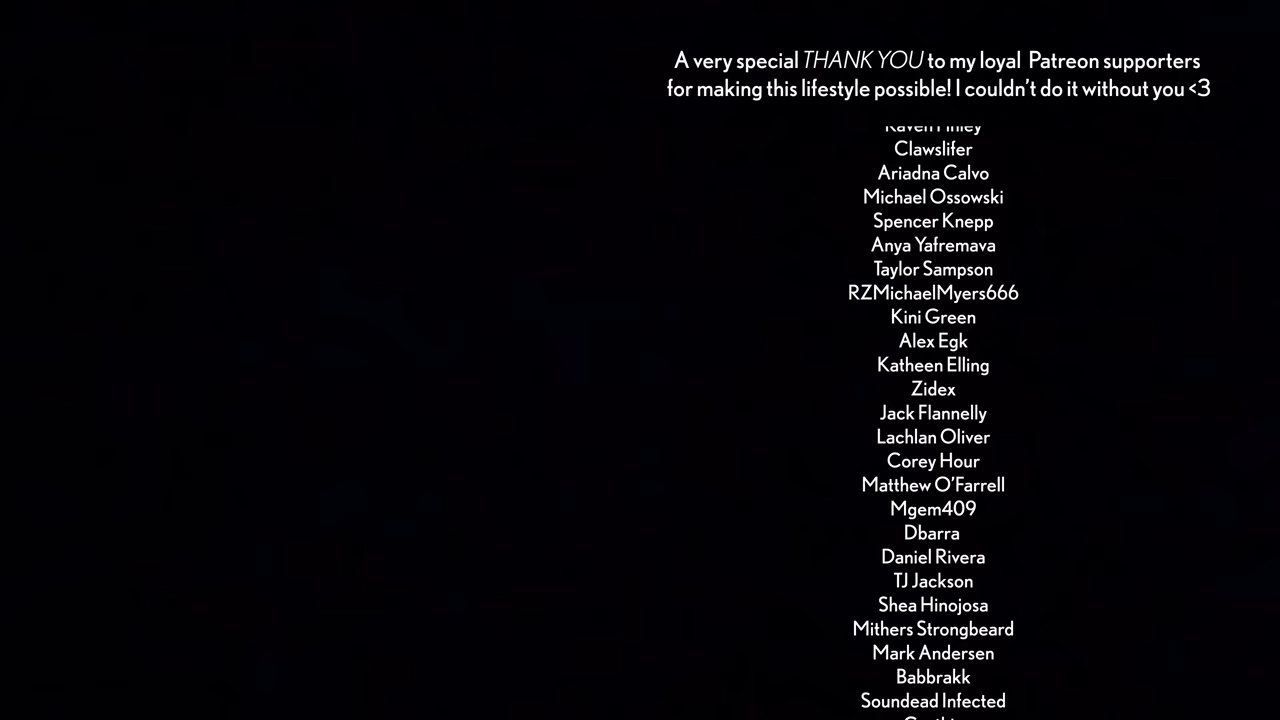 A very special THANK YOU to my loyal Patreon supporters
for making this lifestyle possible! I couldn't do it without you <3
Raven Finley
Clawslifer
Ariadna Calvo
Michael Ossowski
Spencer Knepp
Anya Yafremava
Taylor Sampson
RZMichaelMyers666
Kini Green
Alex Egk
Katheen Elling
Zidex
Jack Flannelly
Lachlan Oliver
Corey Hour
Matthew O'Farrell
Mgem409
Dbarra
Daniel Rivera
TJ Jackson
Shea Hinojosa
Mithers Strongbeard
Mark Andersen
Babbrakk
Soundead Infected